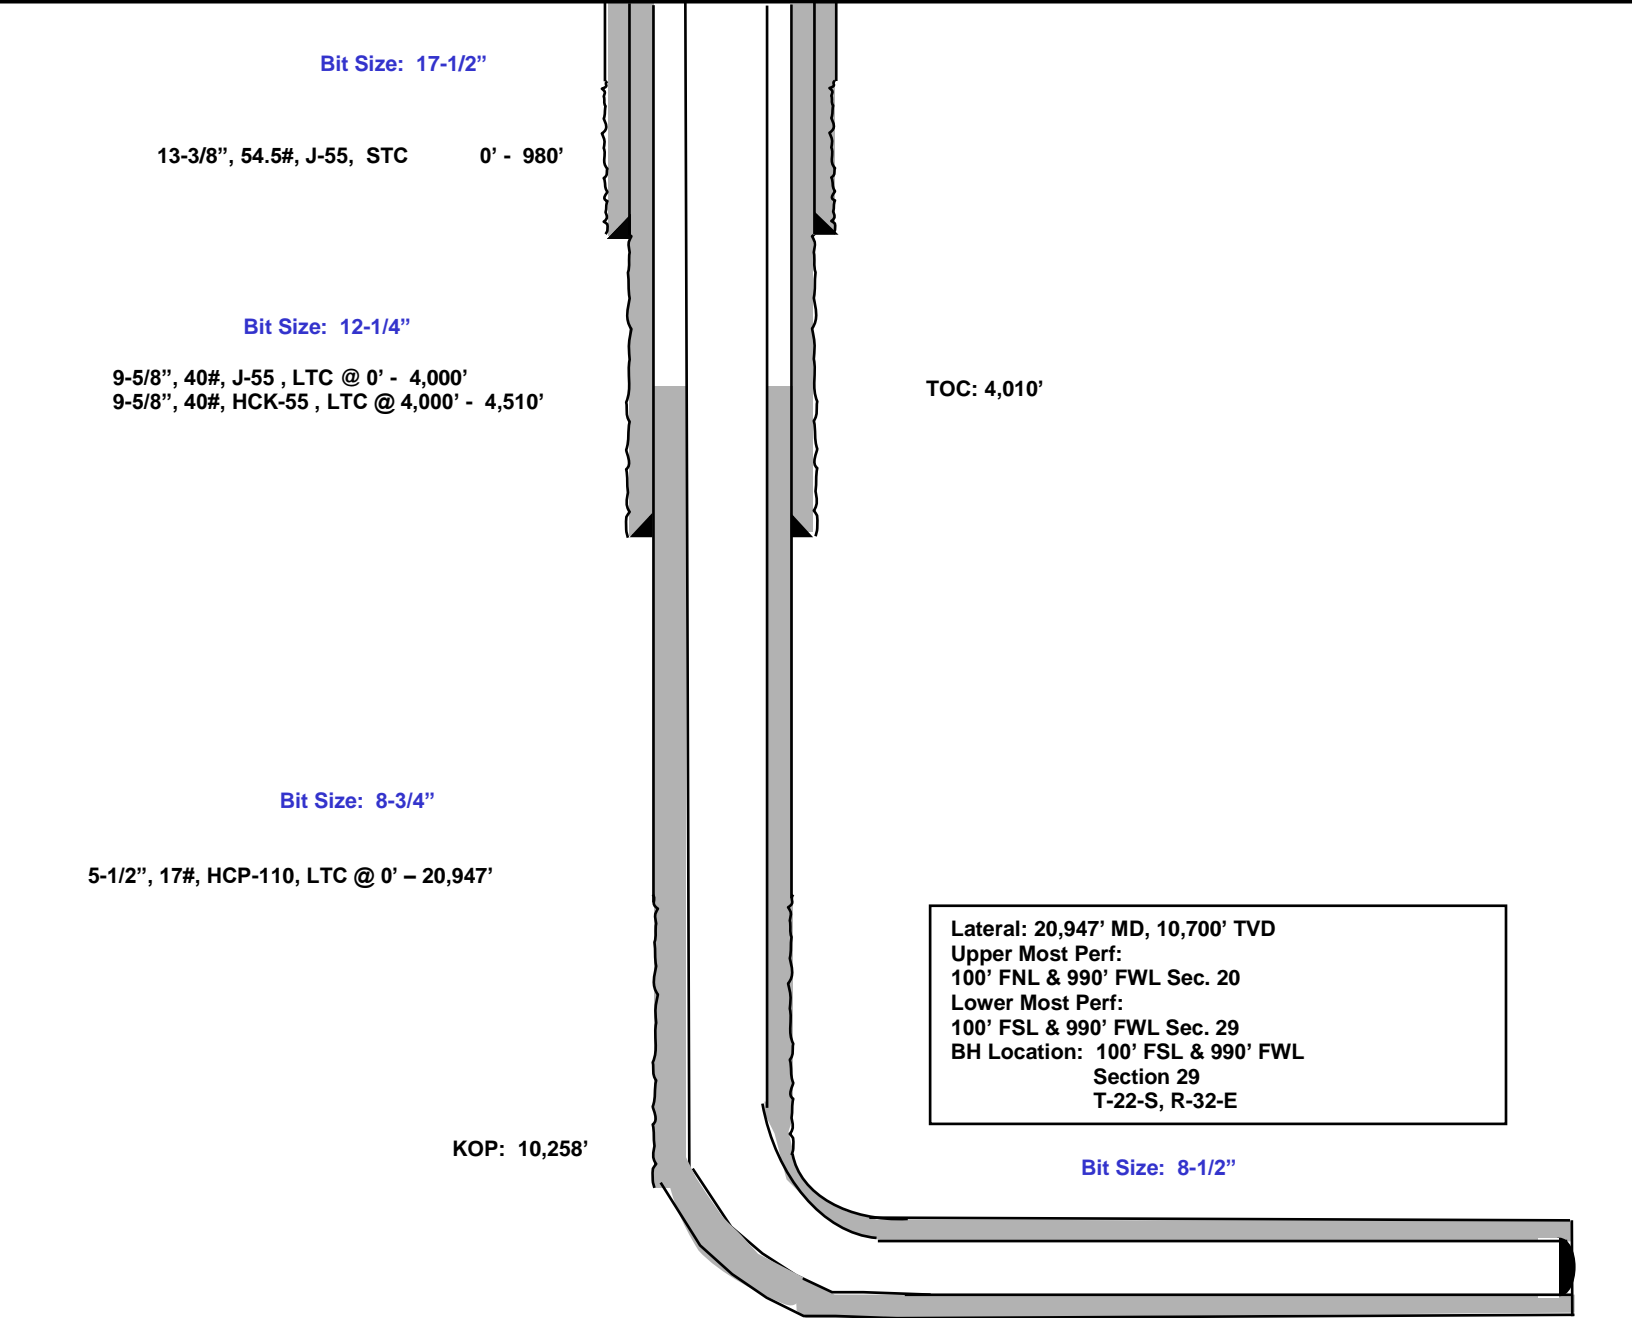 Bit Size: 17-1/2”
13-3/8”, 54.5#, J-55, STC 0’ - 980’
Bit Size: 12-1/4”
9-5/8”, 40#, J-55 , LTC @ 0’ - 4,000’
9-5/8”, 40#, HCK-55 , LTC @ 4,000’ - 4,510’
TOC: 4,010’
Bit Size: 8-3/4”
5-1/2”, 17#, HCP-110, LTC @ 0’ – 20,947’
Lateral: 20,947’ MD, 10,700’ TVD
Upper Most Perf:
100’ FNL & 990’ FWL Sec. 20
Lower Most Perf:
100’ FSL & 990’ FWL Sec. 29
BH Location: 100’ FSL & 990’ FWL
Section 29
T-22-S, R-32-E
KOP: 10,258’
Bit Size: 8-1/2”